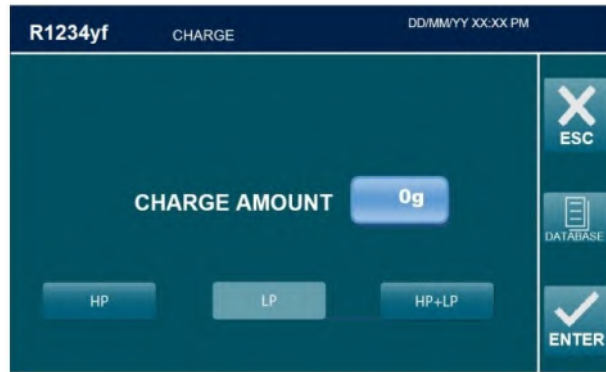 R1234yf CHARGE DD/MM/YY XX:XX PM
ESC
CHARGE AMOUNT 0g
DATABASE
HP LP HP+LP
ENTER